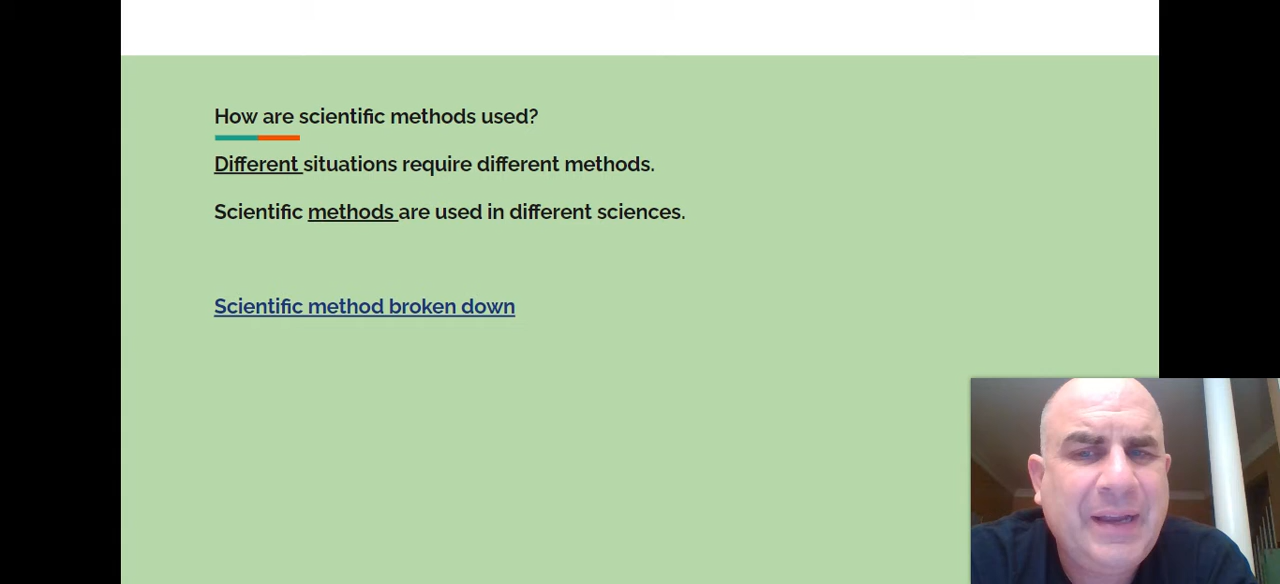 How are scientific methods used?
Different situations require different methods.
Scientific methods are used in different sciences.
Scientific method broken down